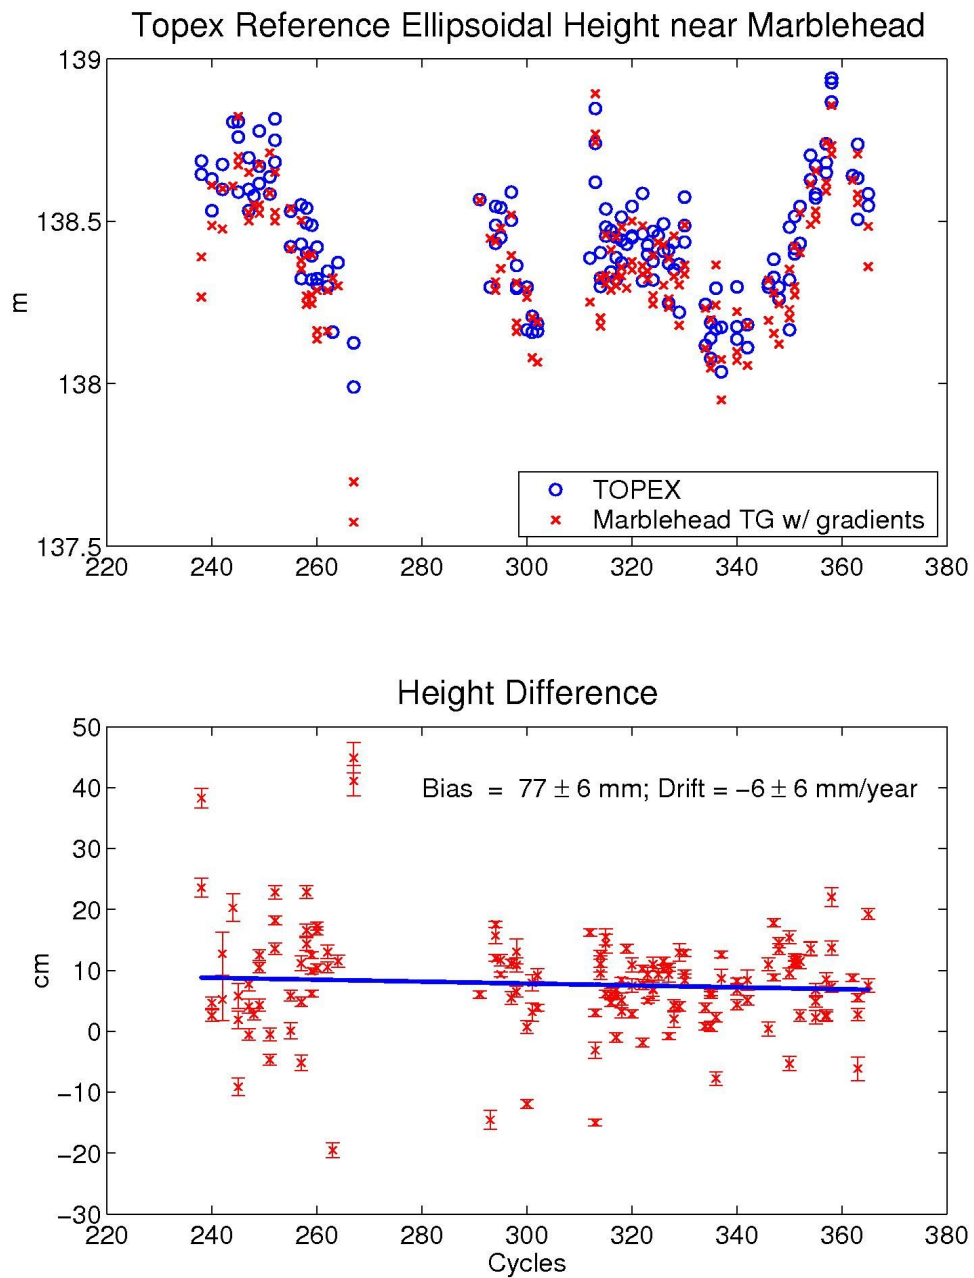 Topex Reference Ellipsoidal Height near Marblehead
139
138.5
138
137.5
m
TOPEX
Marblehead TG w/ gradients
220 240 260 280 300 320 340 360 380
Height Difference
50
40
30
20
10
0
−10
−20
−30
cm
Bias = 77 ± 6 mm; Drift = −6 ± 6 mm/year
220 240 260 280 300 320 340 360 380
Cycles